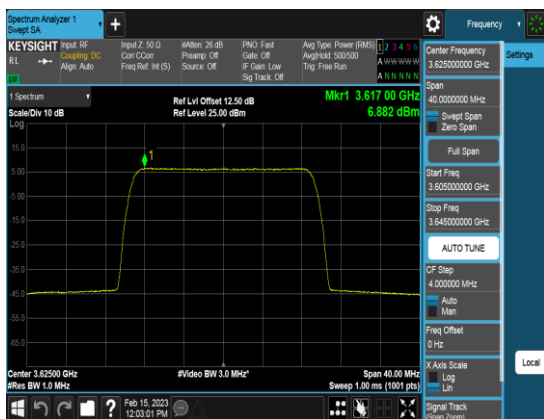 Spectrum Analyzer 1
Swept SA
+
Frequency
KEYSIGHT
Input: RF
Input Z: 50 Ω
#Atten: 26 dB
PNO: Fast
Avg Type: Power (RMS)
1 2 3 4 5 6
RL
Coupling: DC
Corr CCorr
Preamp: Off
Gate: Off
Avg|Hold: 500/500
A W W W W W
Align: Auto
Freq Ref: Int (S)
Source: Off
IF Gain: Low
Trig: Free Run
Sig Track: Off
A N N N N N
1 Spectrum
Scale/Div 10 dB
Ref Lvl Offset 12.50 dB
Ref Level 25.00 dBm
Mkr1 3.617 00 GHz
6.882 dBm
Log
15.0
5.00
-5.00
-15.0
-25.0
-35.0
-45.0
-55.0
-65.0
1
Center 3.62500 GHz
#Video BW 3.0 MHz*
Span 40.00 MHz
#Res BW 1.0 MHz
Sweep 1.00 ms (1001 pts)
Feb 15, 2023
12:03:01 PM
?
Center Frequency
3.625000000 GHz
Span
40.0000000 MHz
Swept Span
Zero Span
Full Span
Start Freq
3.605000000 GHz
Stop Freq
3.645000000 GHz
AUTO TUNE
CF Step
4.000000 MHz
Auto
Man
Freq Offset
0 Hz
X Axis Scale
Log
Lin
Signal Track
(Span Zoom)
Settings
Local